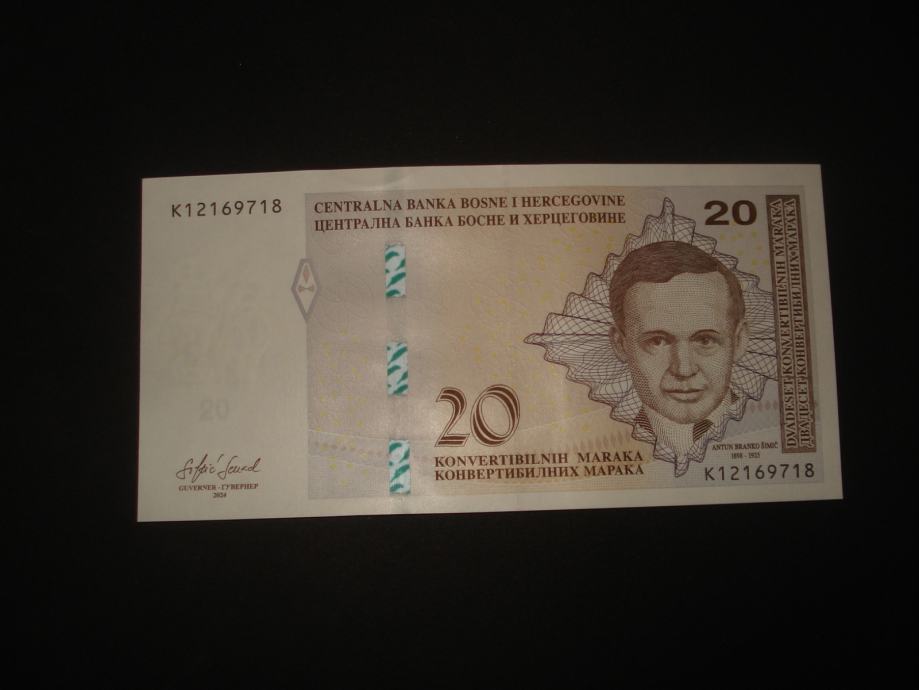 K12169718
CENTRALNA BANKA BOSNE I HERCEGOVINE
ЦЕНТРАЛНА БАНКА БОСНЕ И ХЕРЦЕГОВИНЕ
20
DVADESET KONVERTIBILNIH MARAKA
ДВАДЕСЕТ КОНВЕРТИБИЛНИХ МАРАКА
20
20
KONVERTIBILNIH MARAKA
КОНВЕРТИБИЛНИХ МАРАКА
ANTUN BRANKO ŠIMIĆ
1898 - 1925
K12169718
GUVERNER - ГУВЕРНЕР
2024